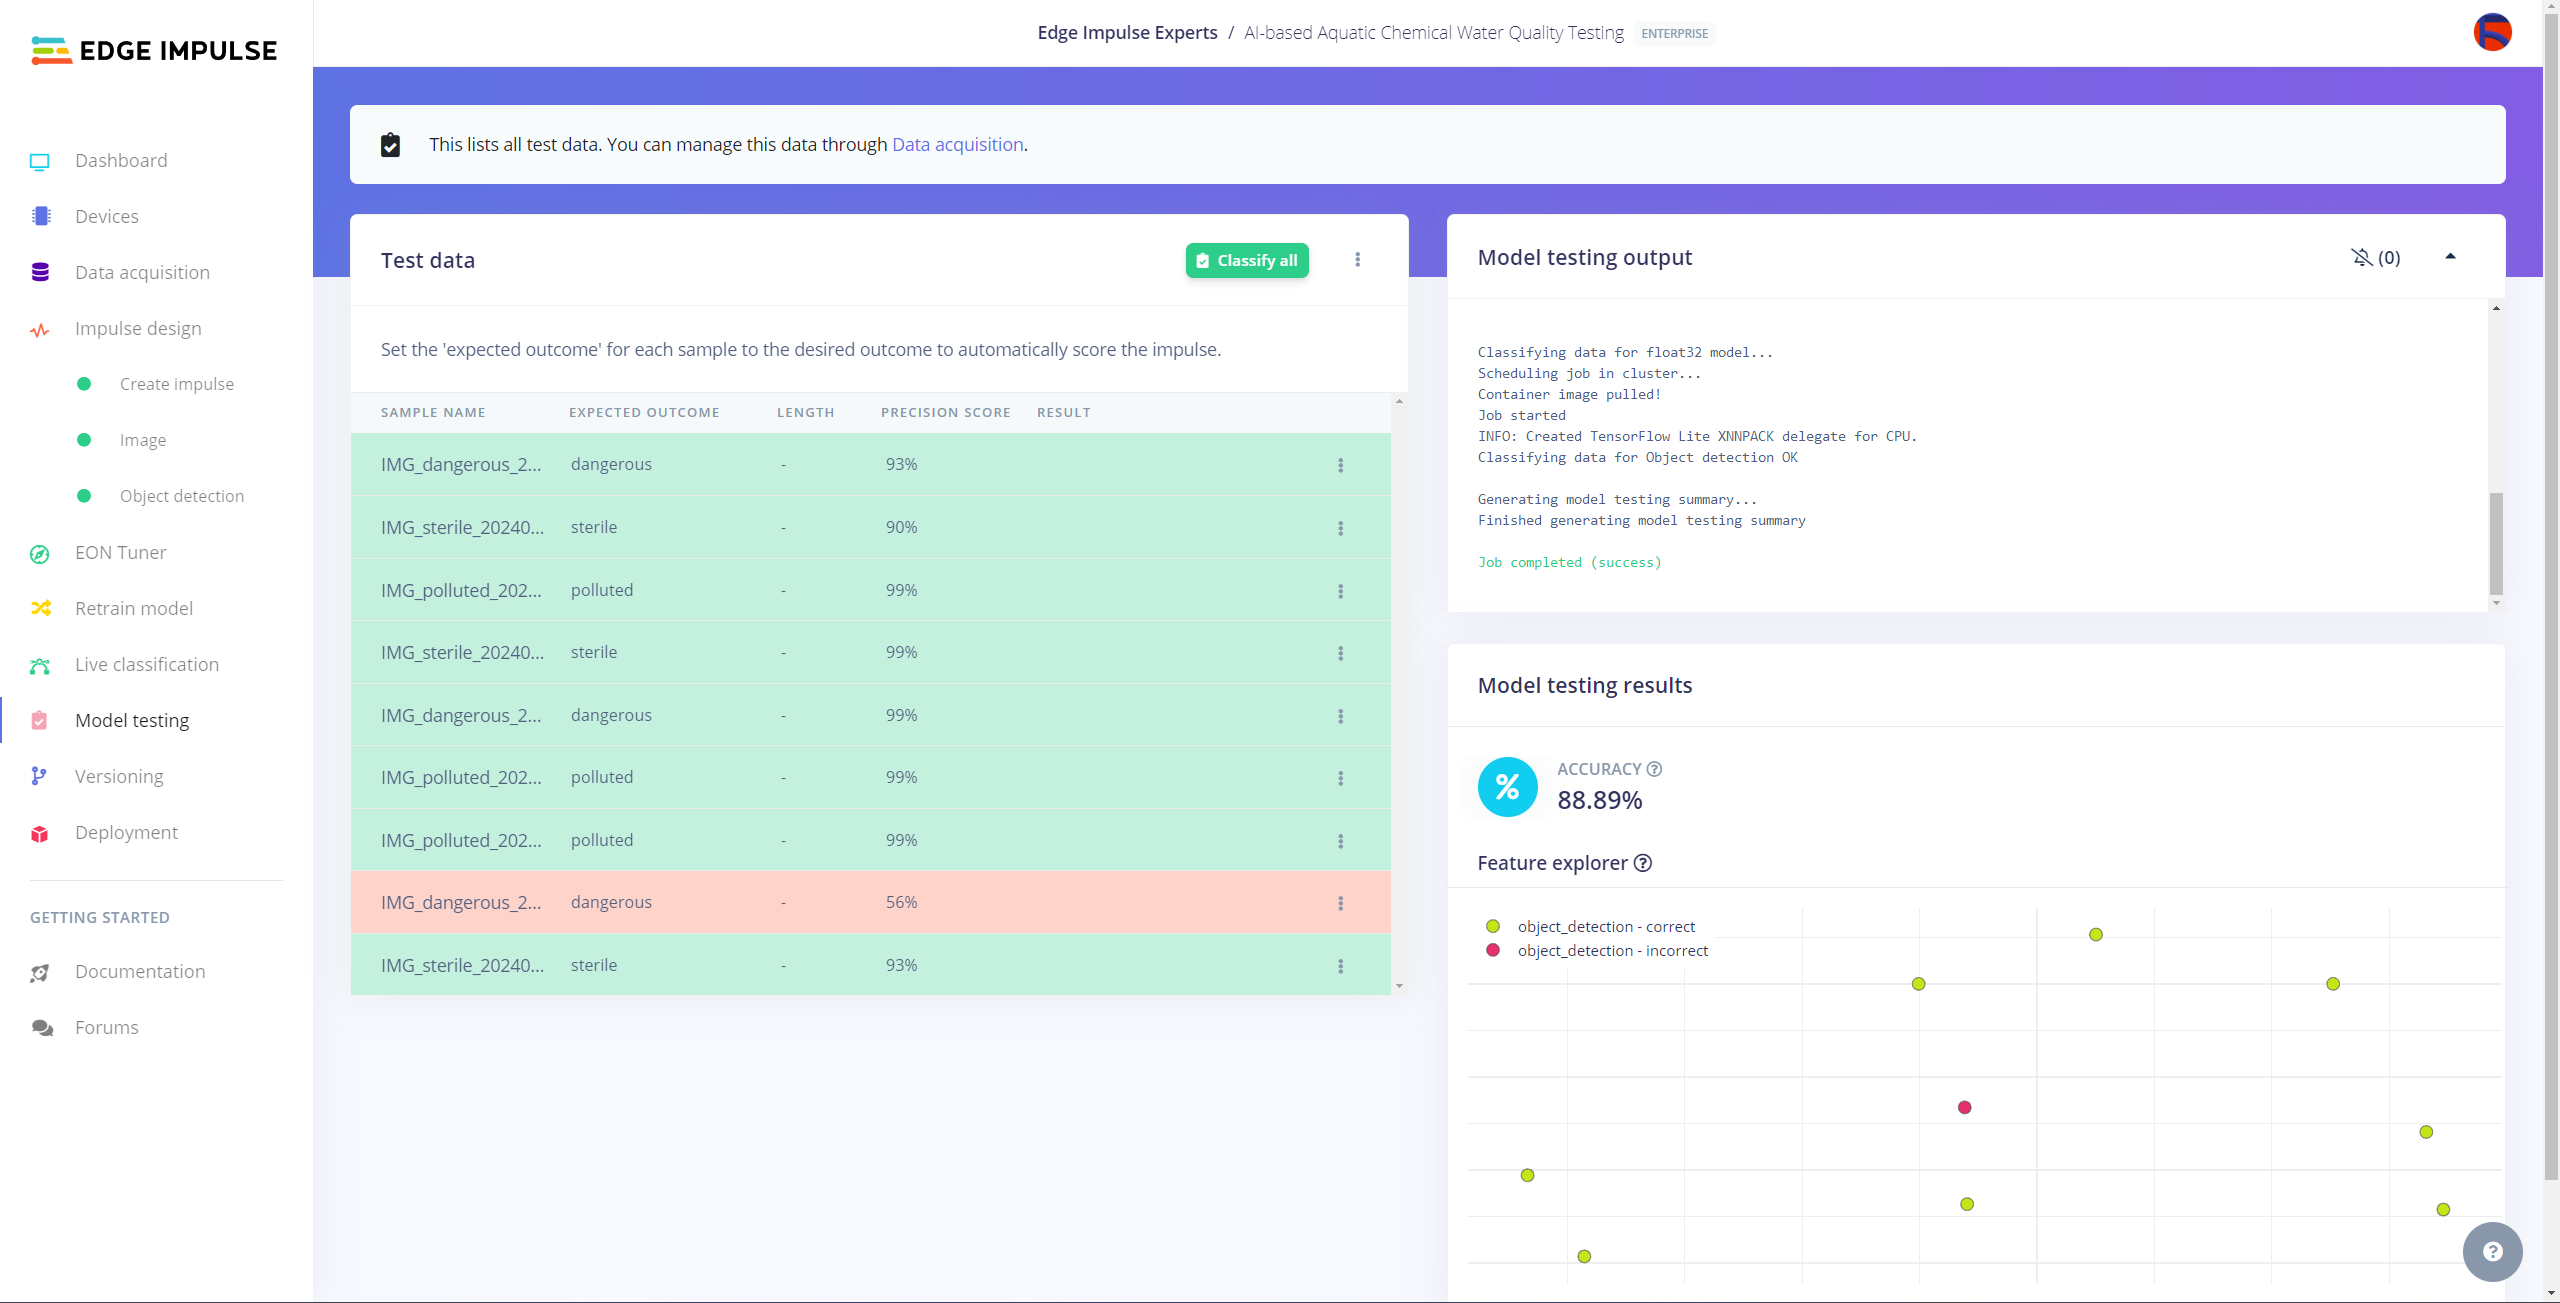 EDGE IMPULSE
Edge Impulse Experts / AI-based Aquatic Chemical Water Quality Testing ENTERPRISE
Dashboard
Devices
Data acquisition
Impulse design
Create impulse
Image
Object detection
EON Tuner
Retrain model
Live classification
Model testing
Versioning
Deployment
GETTING STARTED
Documentation
Forums
This lists all test data. You can manage this data through Data acquisition.
Test data
Classify all
Set the 'expected outcome' for each sample to the desired outcome to automatically score the impulse.
SAMPLE NAME EXPECTED OUTCOME LENGTH PRECISION SCORE RESULT
IMG_dangerous_2... dangerous - 93%
IMG_sterile_20240... sterile - 90%
IMG_polluted_202... polluted - 99%
IMG_sterile_20240... sterile - 99%
IMG_dangerous_2... dangerous - 99%
IMG_polluted_202... polluted - 99%
IMG_polluted_202... polluted - 99%
IMG_dangerous_2... dangerous - 56%
IMG_sterile_20240... sterile - 93%
Model testing output
(0)
Classifying data for float32 model...
Scheduling job in cluster...
Container image pulled!
Job started
INFO: Created TensorFlow Lite XNNPACK delegate for CPU.
Classifying data for Object detection OK
Generating model testing summary...
Finished generating model testing summary
Job completed (success)
Model testing results
%
ACCURACY ?
88.89%
Feature explorer ?
object_detection - correct
object_detection - incorrect
?